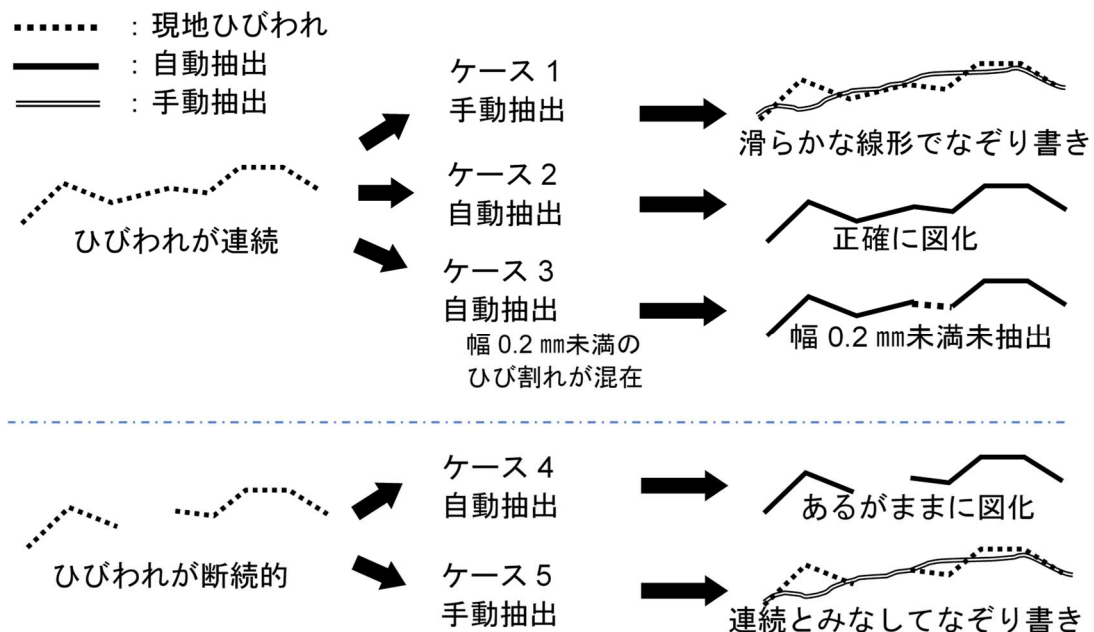 ：現地ひびわれ
：自動抽出
：手動抽出
ひびわれが連続
ケース 1
手動抽出
滑らかな線形でなぞり書き
ケース 2
自動抽出
正確に図化
ケース 3
自動抽出
幅 0.2 ㎜未満の
ひび割れが混在
幅 0.2 ㎜未満未抽出
ひびわれが断続的
ケース 4
自動抽出
あるがままに図化
ケース 5
手動抽出
連続とみなしてなぞり書き